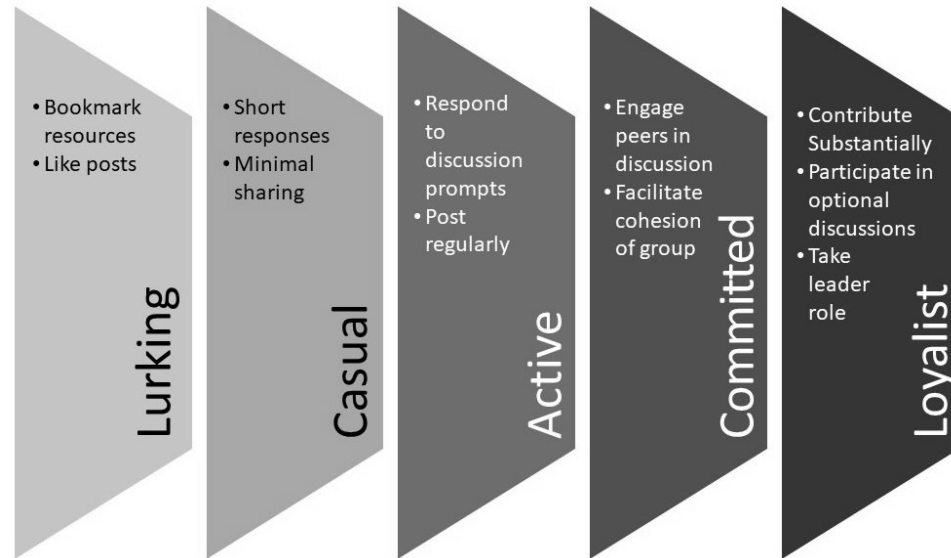 • Bookmark
resources
• Like posts
Lurking
• Short
responses
• Minimal
sharing
Casual
• Respond
to
discussion
prompts
• Post
regularly
Active
• Engage
peers in
discussion
• Facilitate
cohesion
of group
Committed
• Contribute
Substantially
• Participate in
optional
discussions
• Take
leader
role
Loyalist